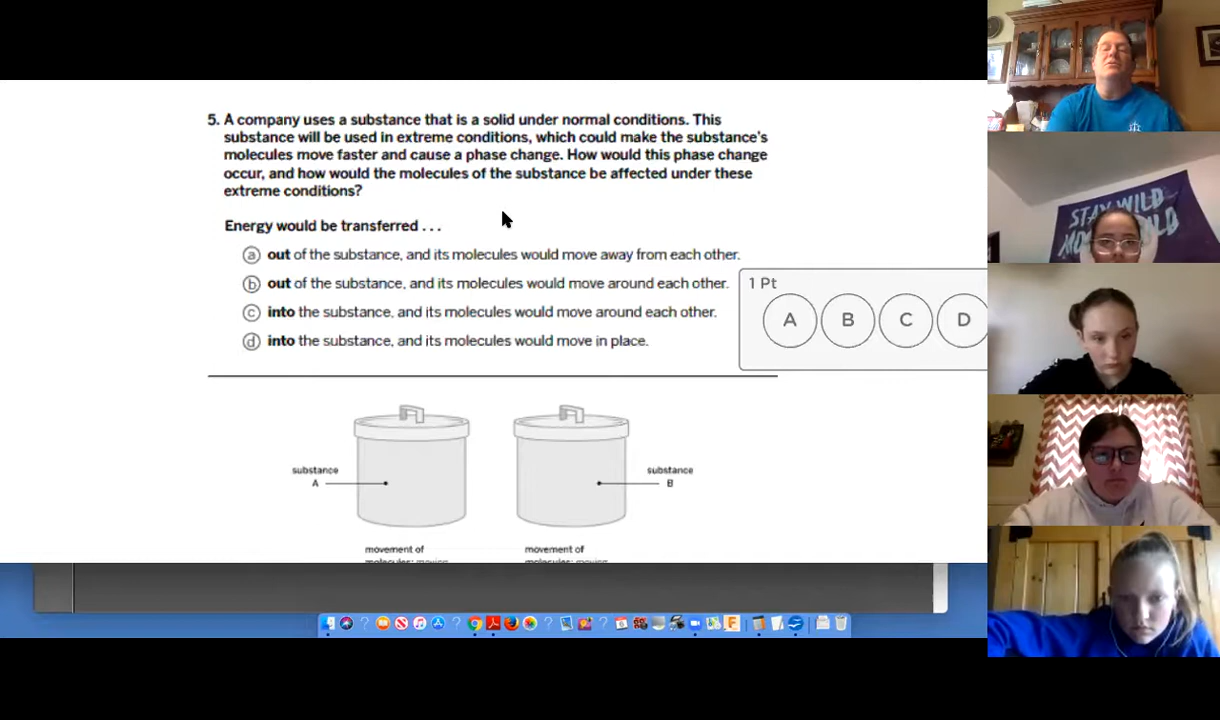 5. A company uses a substance that is a solid under normal conditions. This
substance will be used in extreme conditions, which could make the substance's
molecules move faster and cause a phase change. How would this phase change
occur, and how would the molecules of the substance be affected under these
extreme conditions?
Energy would be transferred . . .
a out of the substance, and its molecules would move away from each other.
b out of the substance, and its molecules would move around each other.
c into the substance, and its molecules would move around each other.
d into the substance, and its molecules would move in place.
1 Pt
A B C D
substance
A
substance
B
movement of
molecules: moving
movement of
molecules: moving
STAY WILD